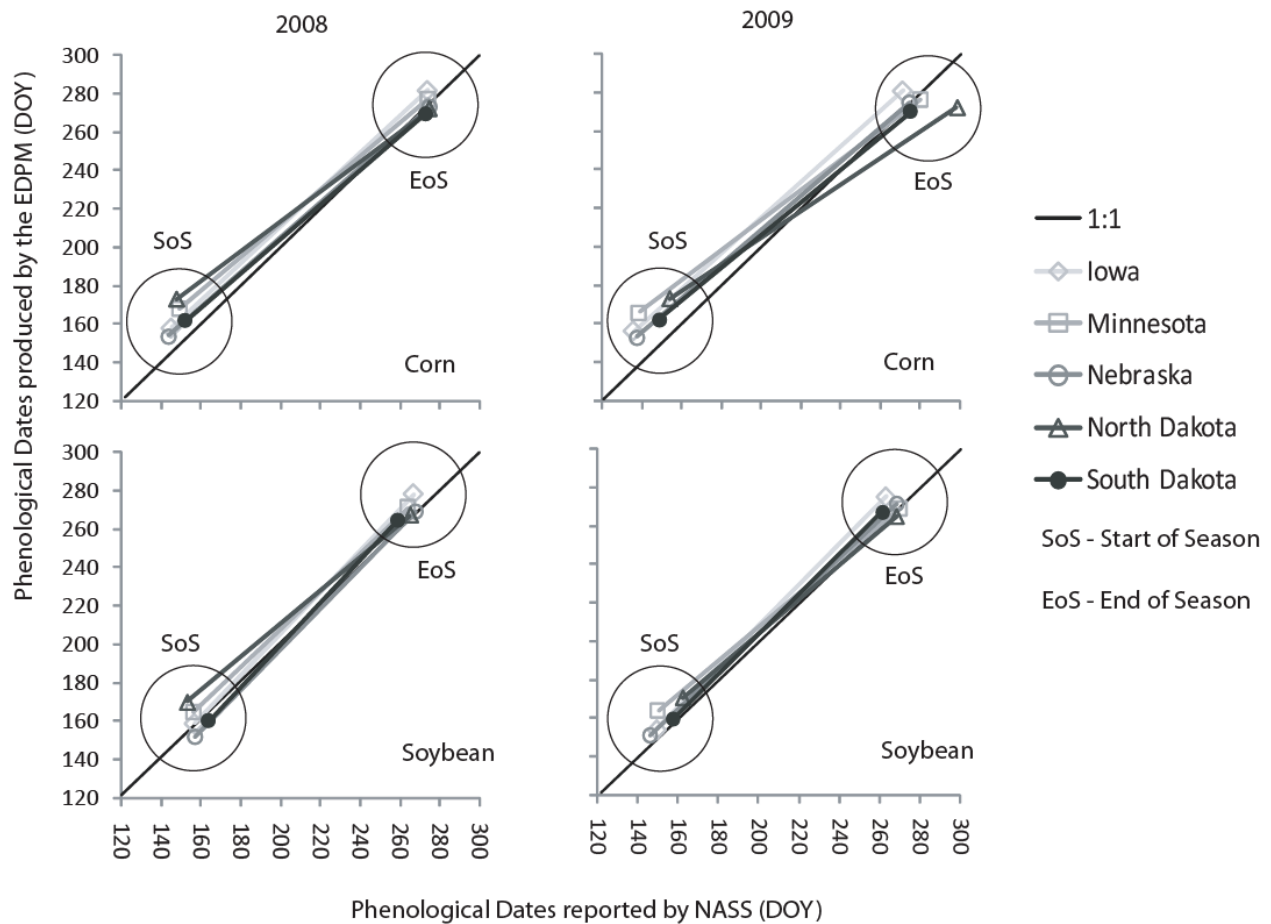 2008
2009
Phenological Dates produced by the EDPM (DOY)
300
280
260
240
220
200
180
160
140
120
EoS
SoS
Corn
EoS
SoS
Corn
1:1
Iowa
Minnesota
Nebraska
North Dakota
South Dakota
SoS - Start of Season
EoS - End of Season
300
280
260
240
220
200
180
160
140
120
EoS
SoS
Soybean
EoS
SoS
Soybean
120 140 160 180 200 220 240 260 280 300
120 140 160 180 200 220 240 260 280 300
Phenological Dates reported by NASS (DOY)